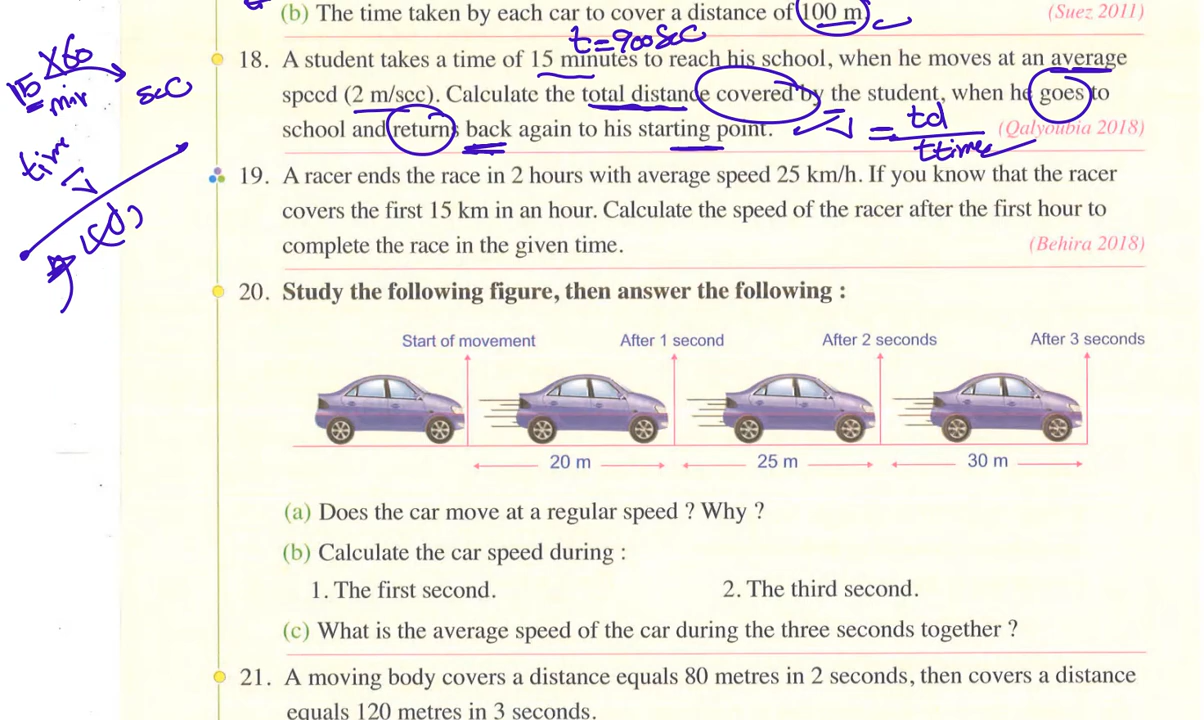 (b) The time taken by each car to cover a distance of 100 m. (Suez 2011)
t=900 Sec
18. A student takes a time of 15 minutes to reach his school, when he moves at an average
speed (2 m/sec). Calculate the total distance covered by the student, when he goes to
school and returns back again to his starting point. (Qalyoubia 2018)
v̄ = td
ttime
15 min ×60
sec
time
v̄
19. A racer ends the race in 2 hours with average speed 25 km/h. If you know that the racer
covers the first 15 km in an hour. Calculate the speed of the racer after the first hour to
complete the race in the given time. (Behira 2018)
20. Study the following figure, then answer the following :
Start of movement After 1 second After 2 seconds After 3 seconds
20 m 25 m 30 m
(a) Does the car move at a regular speed ? Why ?
(b) Calculate the car speed during :
1. The first second. 2. The third second.
(c) What is the average speed of the car during the three seconds together ?
21. A moving body covers a distance equals 80 metres in 2 seconds, then covers a distance
equals 120 metres in 3 seconds.